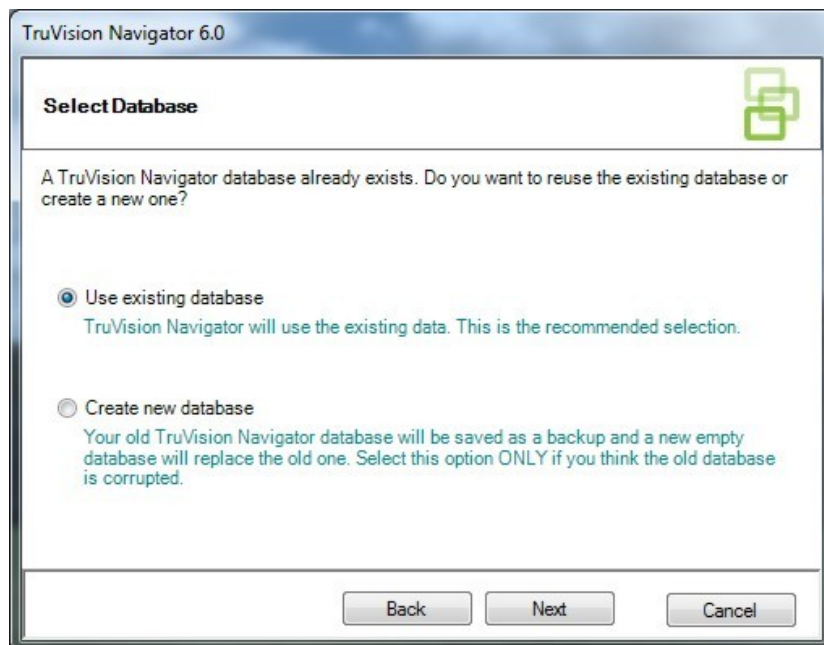 TruVision Navigator 6.0
Select Database
A TruVision Navigator database already exists. Do you want to reuse the existing database or
create a new one?
Use existing database
TruVision Navigator will use the existing data. This is the recommended selection.
Create new database
Your old TruVision Navigator database will be saved as a backup and a new empty
database will replace the old one. Select this option ONLY if you think the old database
is corrupted.
Back Next Cancel